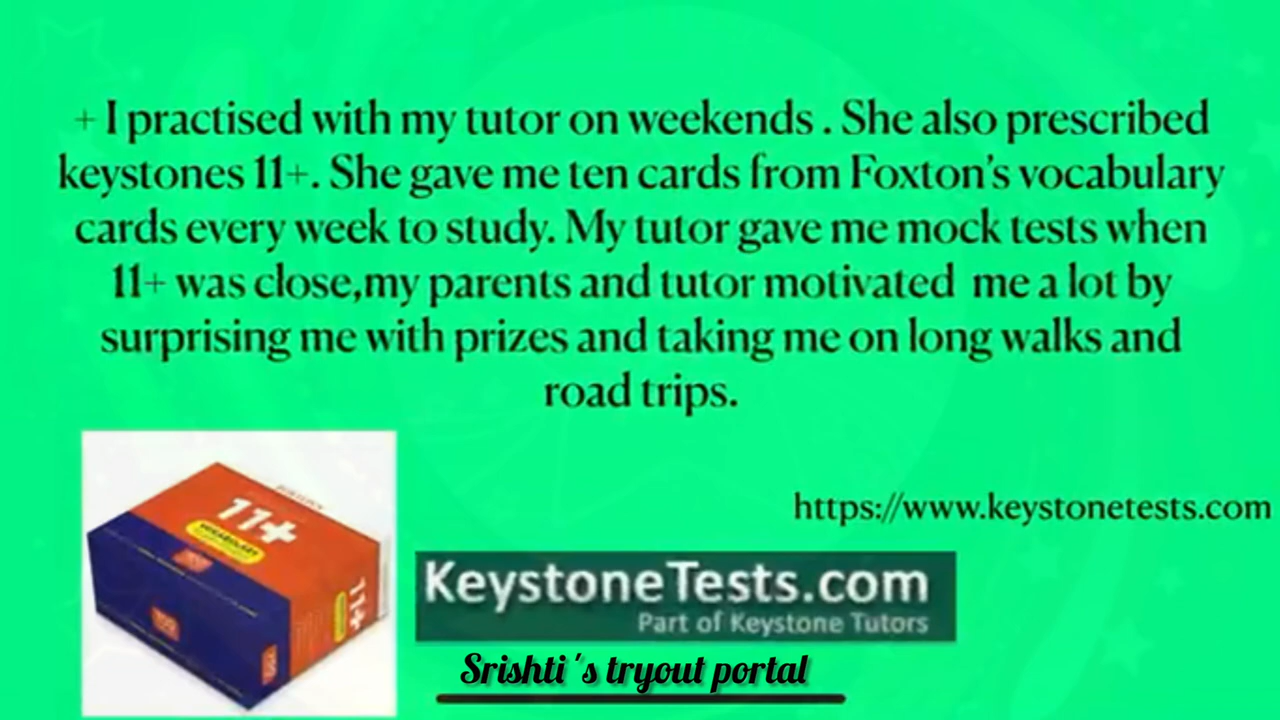 + I practised with my tutor on weekends . She also prescribed
keystones 11+. She gave me ten cards from Foxton's vocabulary
cards every week to study. My tutor gave me mock tests when
11+ was close,my parents and tutor motivated me a lot by
surprising me with prizes and taking me on long walks and
road trips.
11+
VOCABULARY
11+
https://www.keystonetests.com
KeystoneTests.com
Part of Keystone Tutors
Srishti 's tryout portal